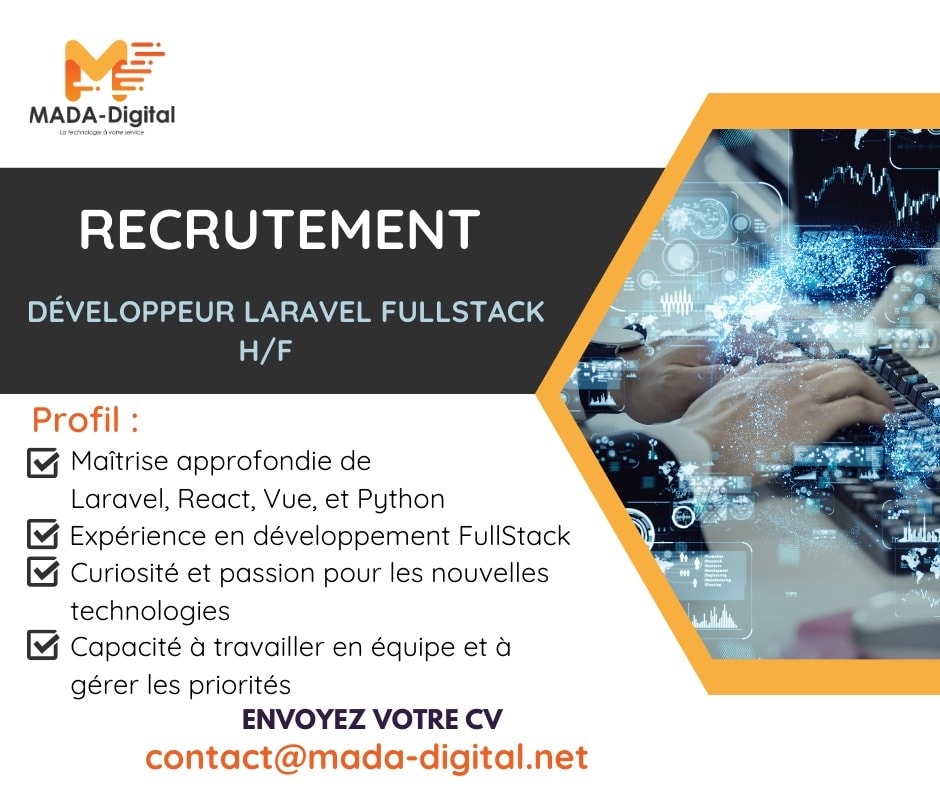 MADA-Digital
La technologie à votre service
RECRUTEMENT
DÉVELOPPEUR LARAVEL FULLSTACK
H/F
Profil :
Maîtrise approfondie de
Laravel, React, Vue, et Python
Expérience en développement FullStack
Curiosité et passion pour les nouvelles
technologies
Capacité à travailler en équipe et à
gérer les priorités
ENVOYEZ VOTRE CV
contact@mada-digital.net